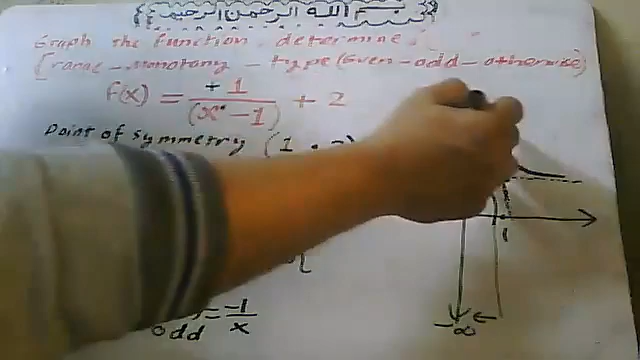 بسم الله الرحمن الرحيم
Graph the function, determine:
[range - monotony - type (Even - odd - otherwise)
f(x) = +1 / (x - 1) + 2
Point of symmetry (1, 2)
= -1 / x
odd
1
-∞